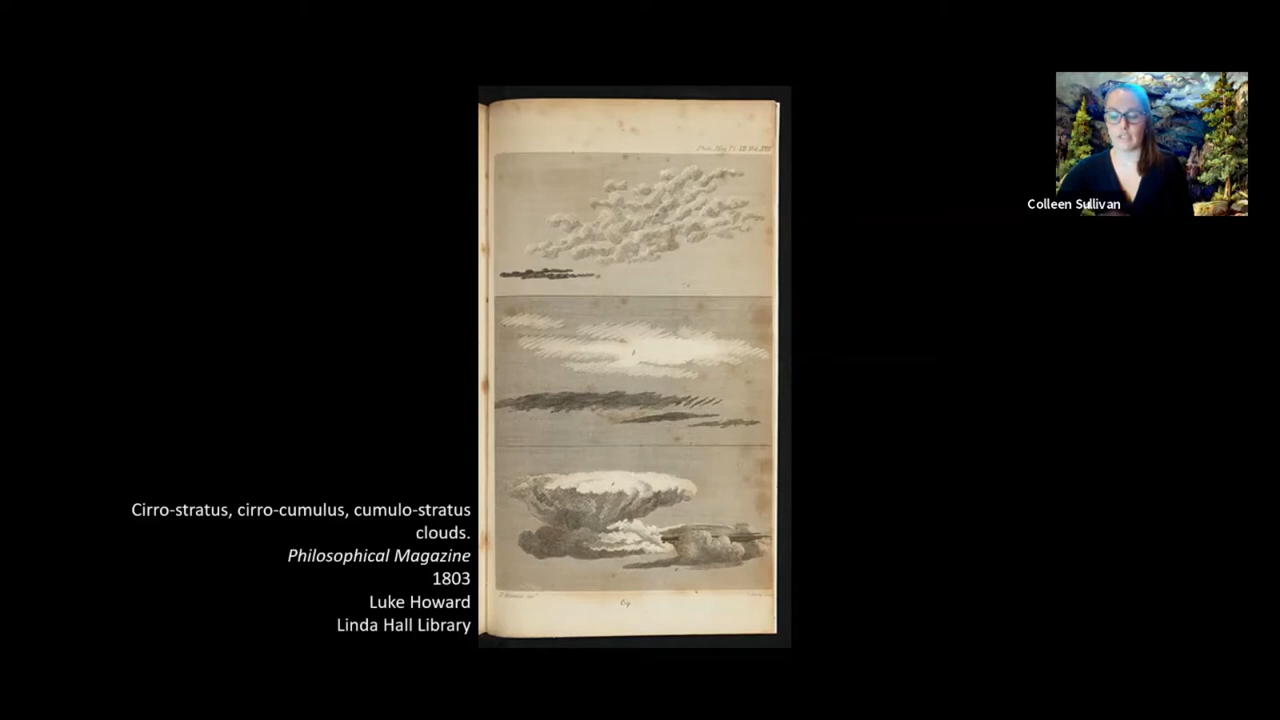 Colleen Sullivan
Cirro-stratus, cirro-cumulus, cumulo-stratus
clouds.
Philosophical Magazine
1803
Luke Howard
Linda Hall Library